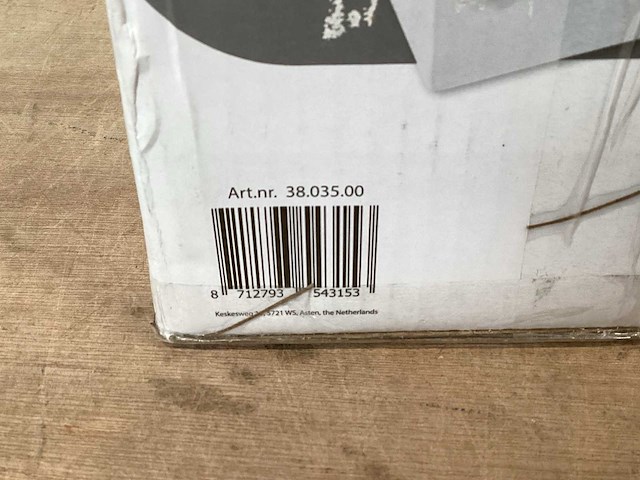 Art.nr. 38.035.00
8 712793 543153
Keskesweg 5721 WS, Asten, the Netherlands